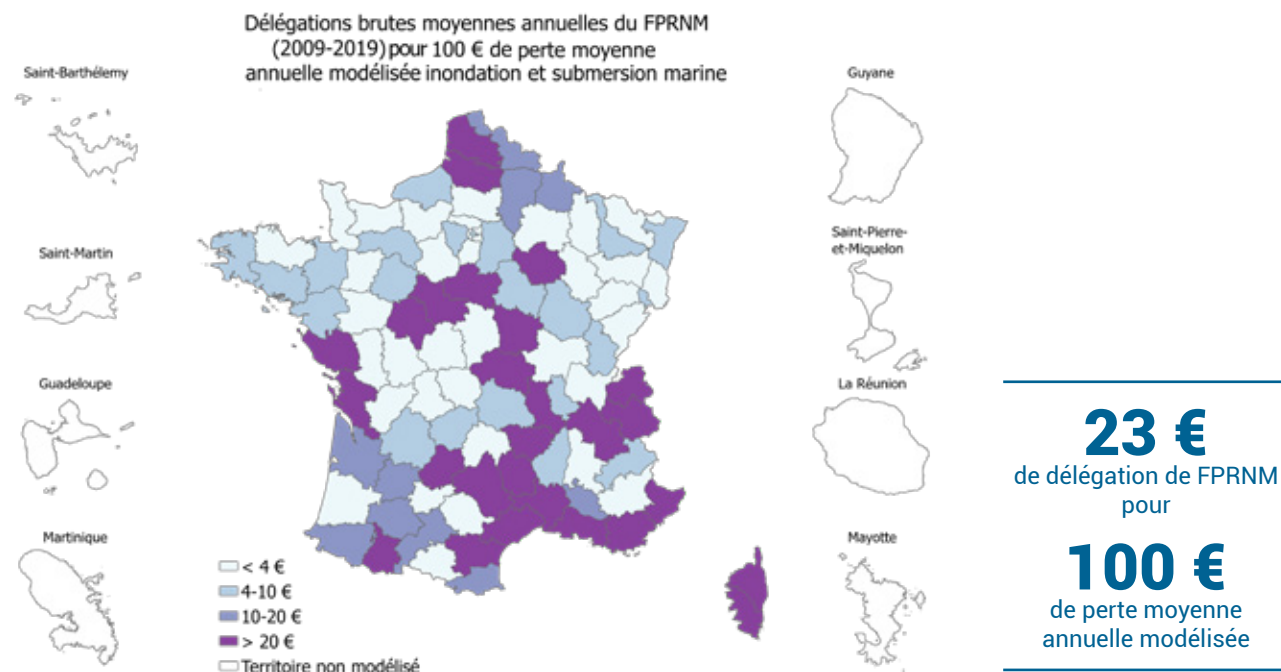 Délégations brutes moyennes annuelles du FPRNM
(2009-2019) pour 100 € de perte moyenne
annuelle modélisée inondation et submersion marine
Saint-Barthélemy
Guyane
Saint-Martin
Saint-Pierre-
et-Miquelon
Guadeloupe
La Réunion
Martinique
Mayotte
< 4 €
4-10 €
10-20 €
> 20 €
Territoire non modélisé
23 €
de délégation de FPRNM
pour
100 €
de perte moyenne
annuelle modélisée